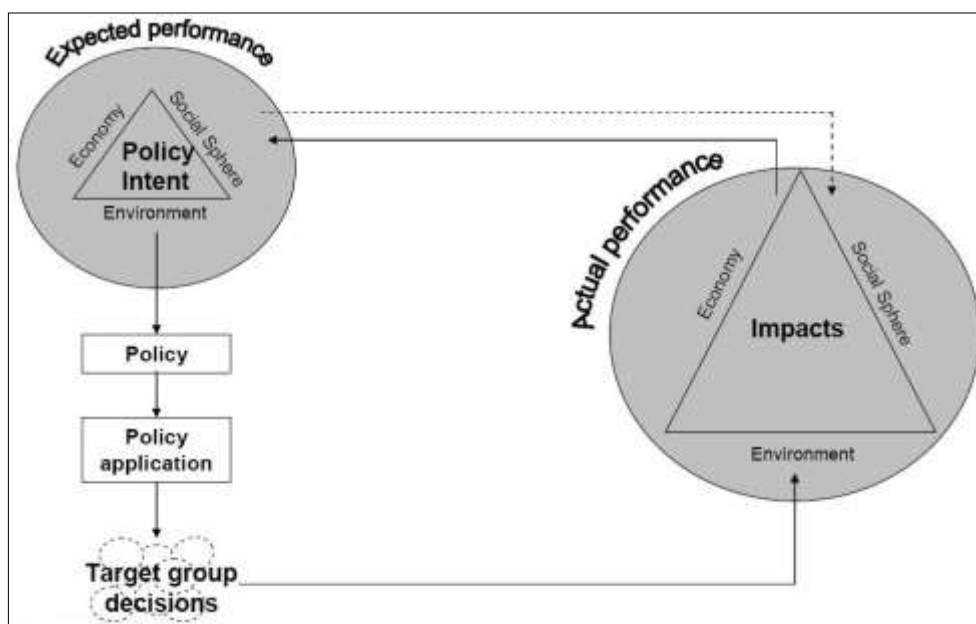 Expected performance
Economy
Social Sphere
Policy
Intent
Environment
Policy
Policy
application
Target group
decisions
Actual performance
Economy
Social Sphere
Impacts
Environment